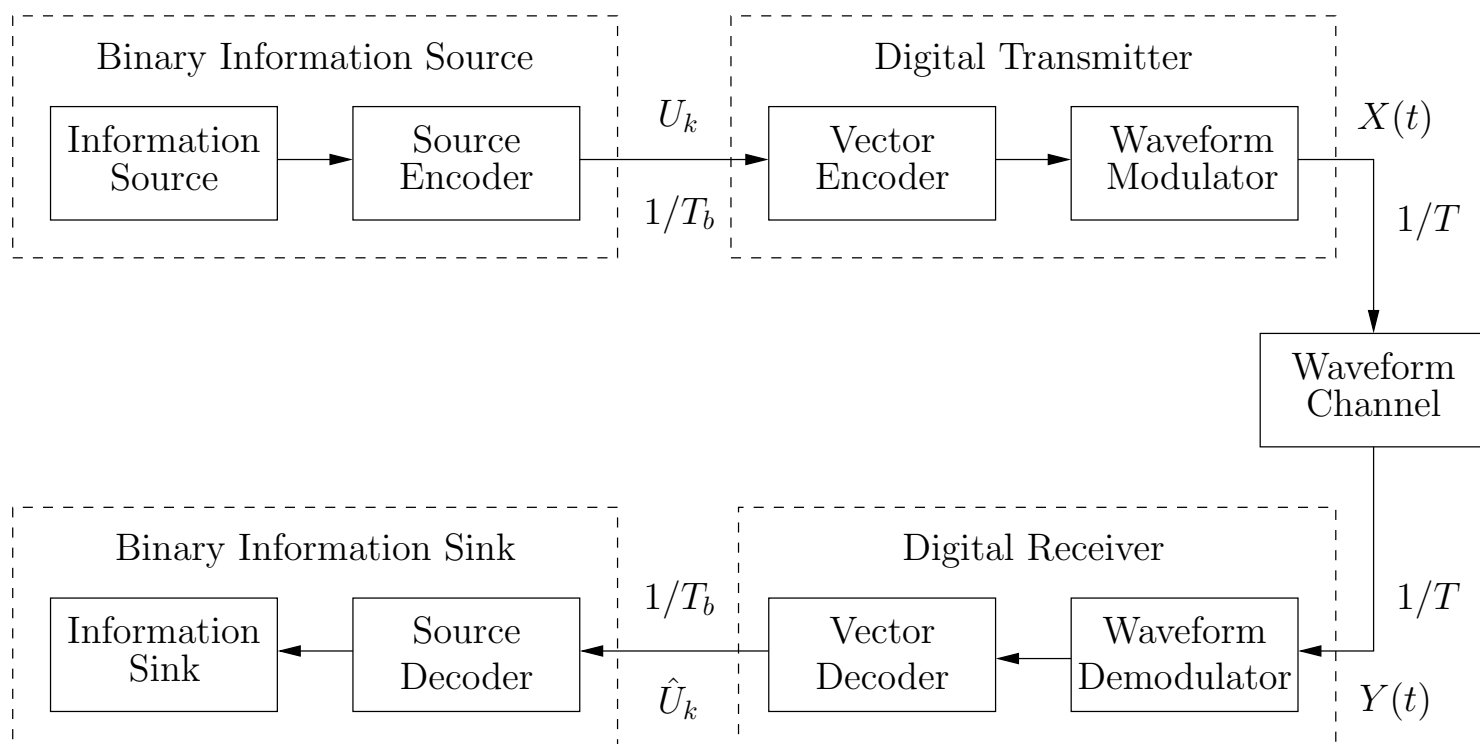 Binary Information Source
Digital Transmitter
Information
Source
Source
Encoder
U_k
1/T_b
Vector
Encoder
Waveform
Modulator
X(t)
1/T
Waveform
Channel
Binary Information Sink
Digital Receiver
Information
Sink
Source
Decoder
1/T_b
Û_k
Vector
Decoder
Waveform
Demodulator
1/T
Y(t)